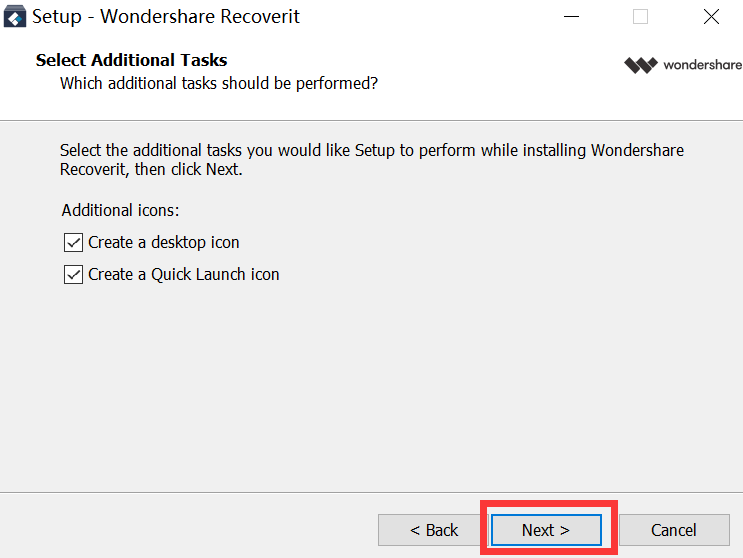 Setup - Wondershare Recoverit
Select Additional Tasks
Which additional tasks should be performed?
wondershare
Select the additional tasks you would like Setup to perform while installing Wondershare
Recoverit, then click Next.
Additional icons:
Create a desktop icon
Create a Quick Launch icon
< Back
Next >
Cancel